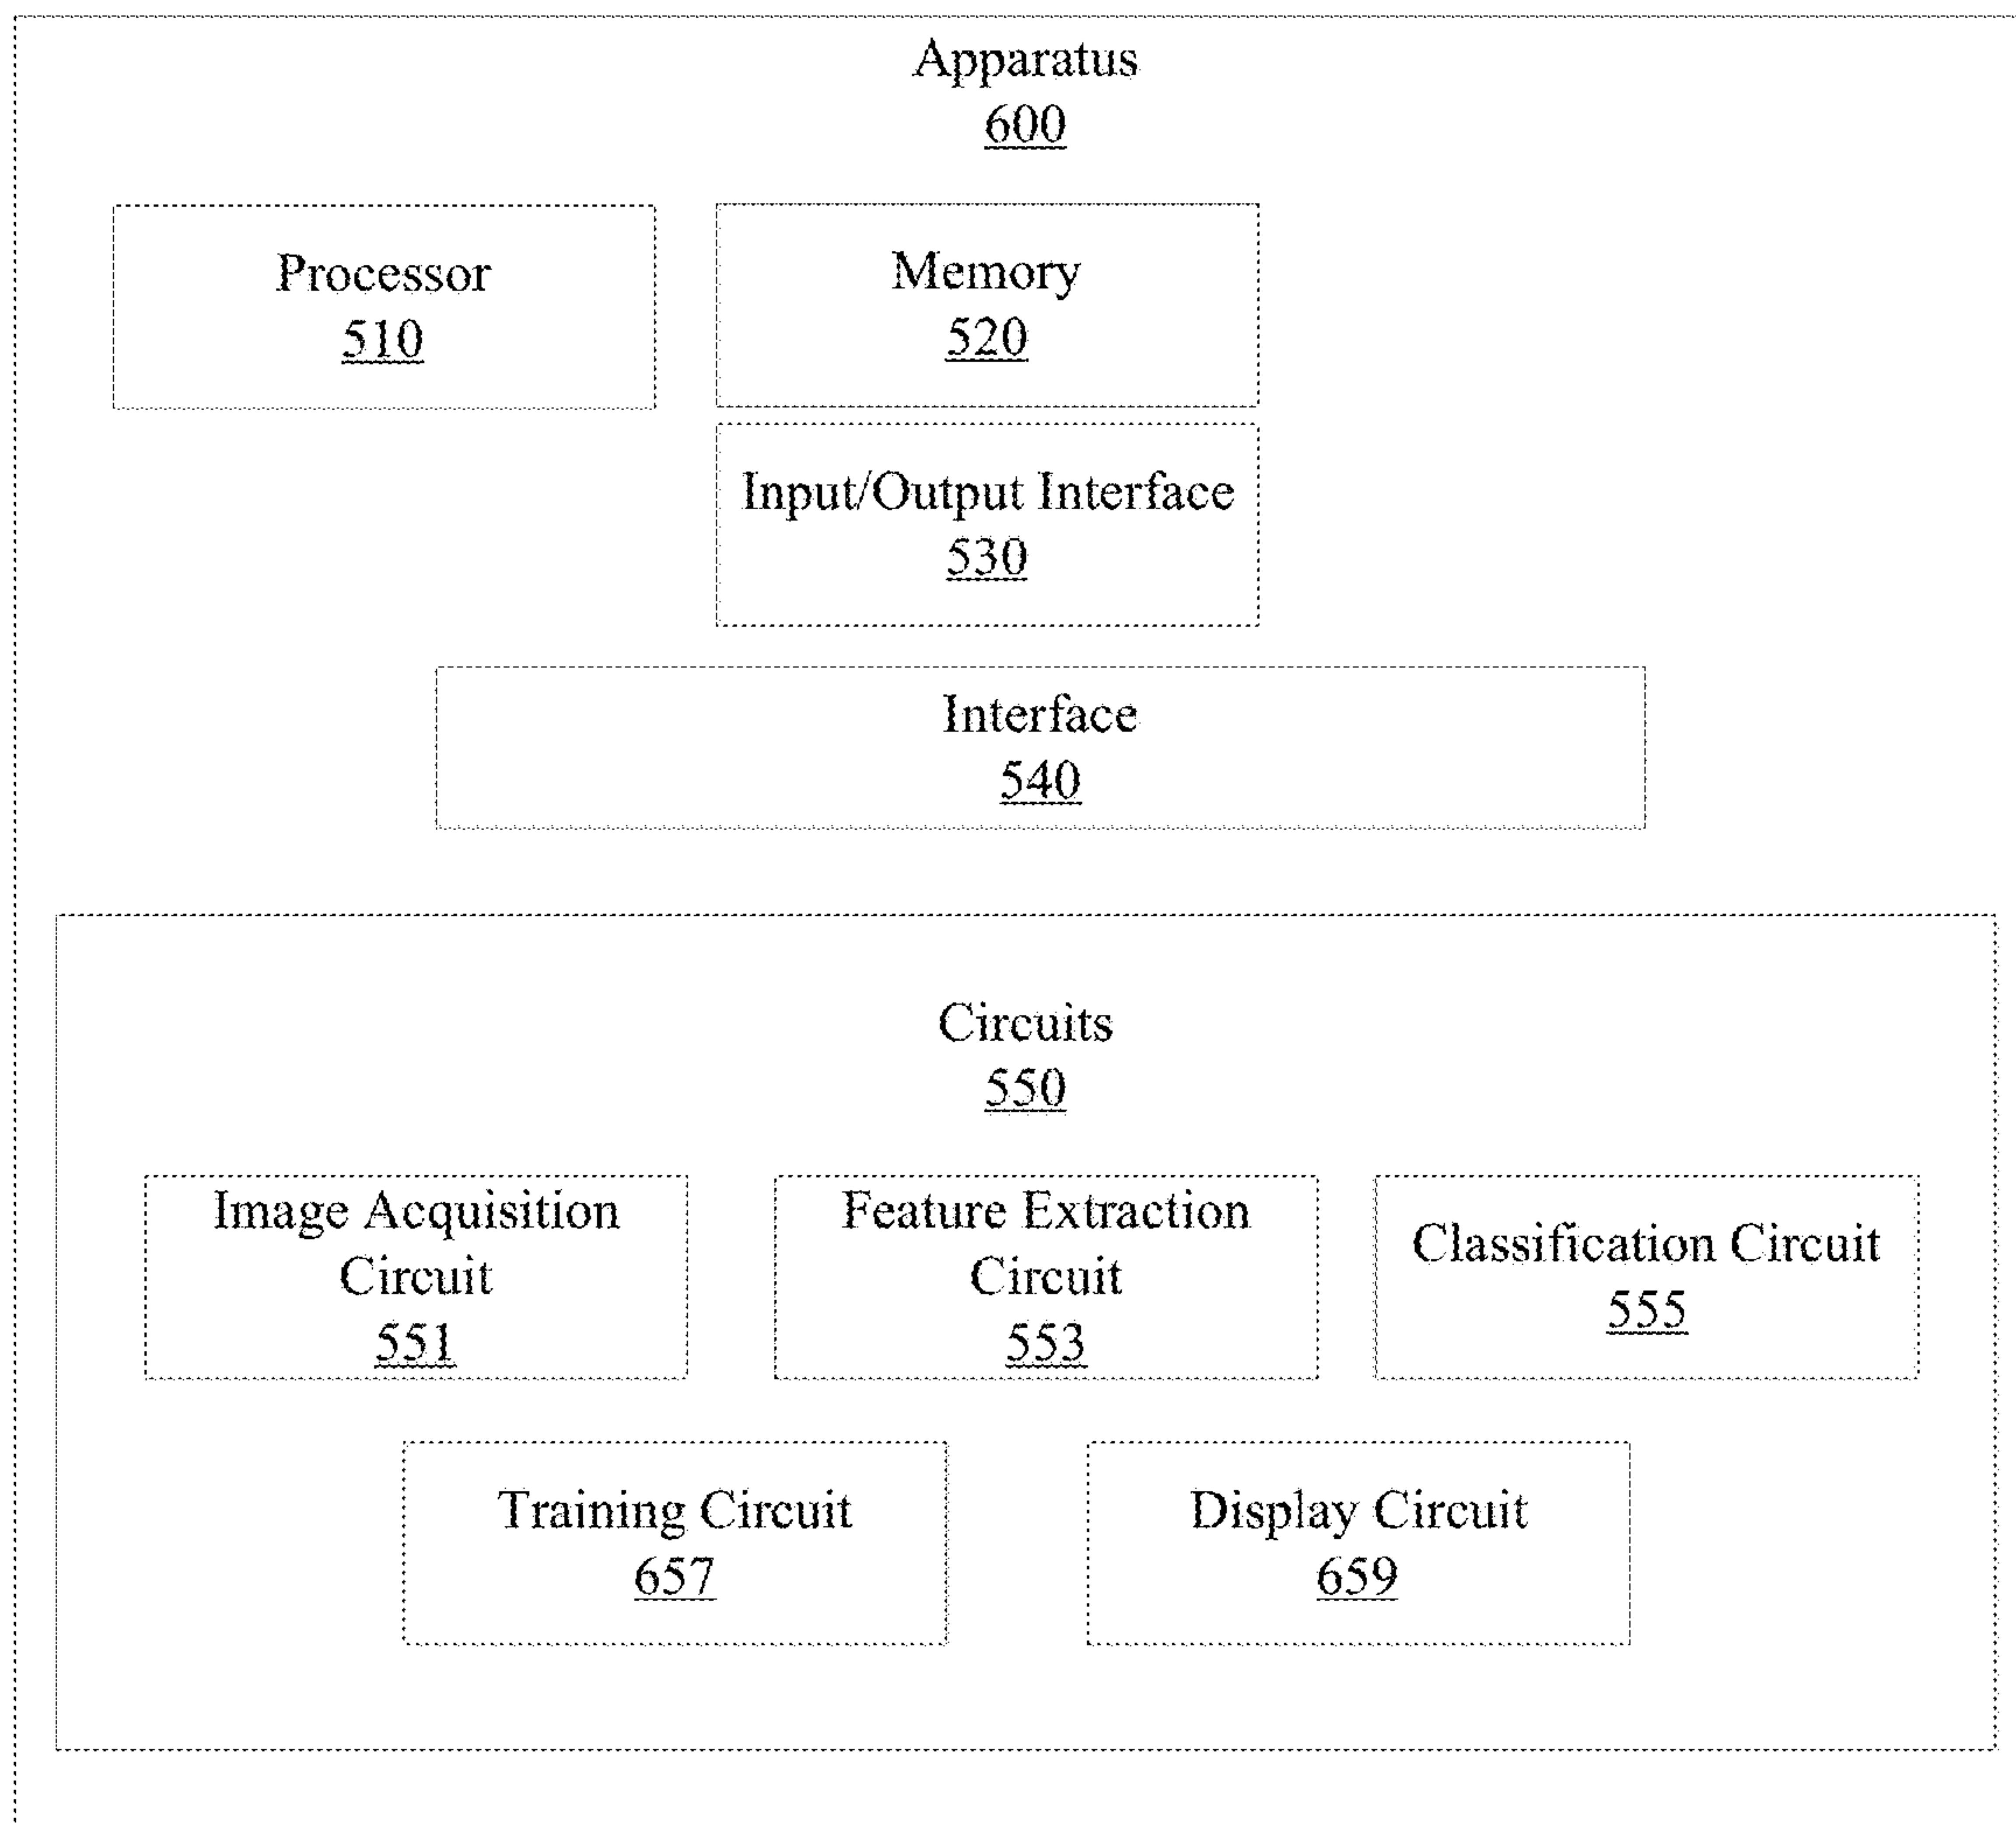 Apparatus
600
Processor
510
Memory
520
Input/Output Interface
530
Interface
540
Circuits
550
Image Acquisition
Circuit
551
Feature Extraction
Circuit
553
Classification Circuit
555
Training Circuit
657
Display Circuit
659